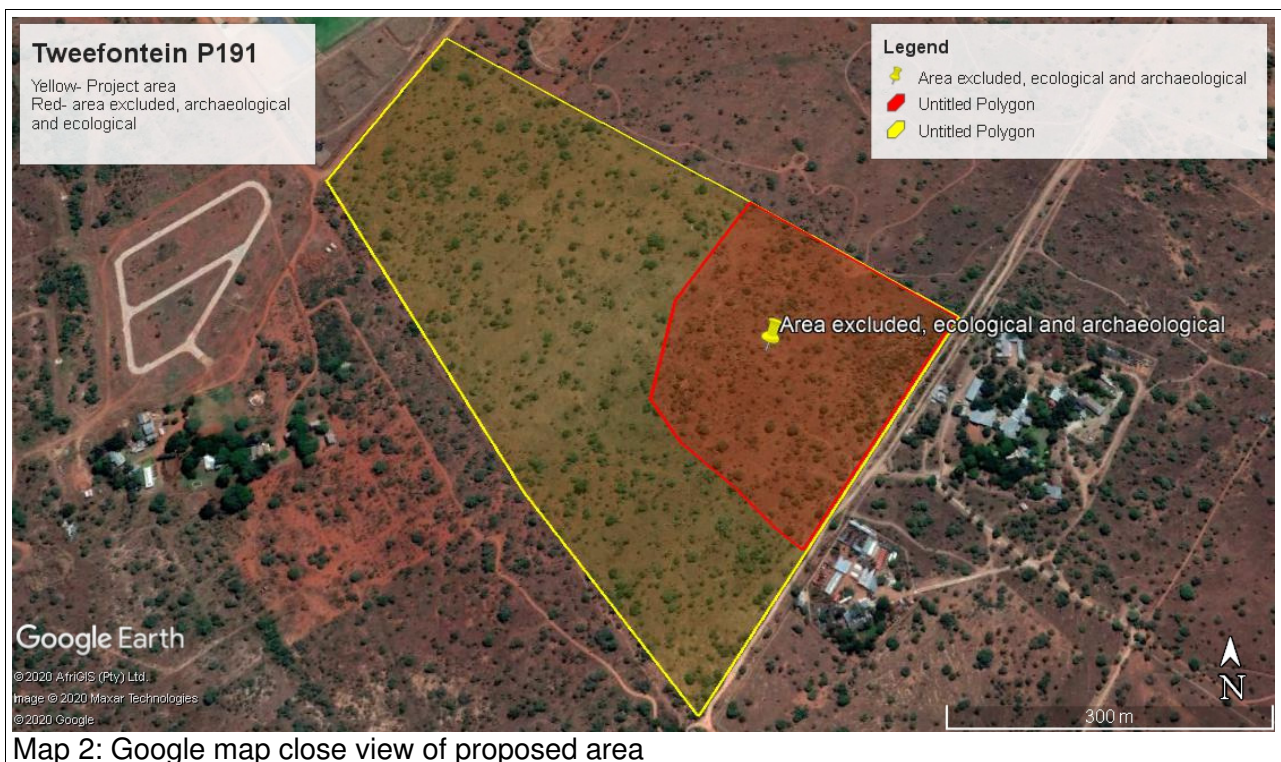 Tweefontein P191
Yellow- Project area
Red- area excluded, archaeological
and ecological
Legend
Area excluded, ecological and archaeological
Untitled Polygon
Untitled Polygon
Area excluded, ecological and archaeological
Google Earth
©2020 AfriGIS (Pty) Ltd.
Image © 2020 Maxar Technologies
©2020 Google
N
300 m
Map 2: Google map close view of proposed area